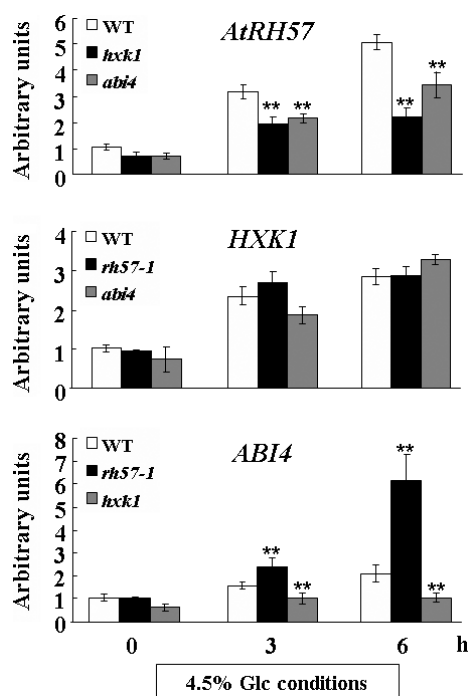 AtRH57
Arbitrary units
6
5
4
3
2
1
0
WT
hxk1
abi4
** **
** **
HXK1
Arbitrary units
4
3
2
1
0
WT
rh57-1
abi4
ABI4
Arbitrary units
8
7
6
5
4
3
2
1
0
WT
rh57-1
hxk1
** **
** **
0 3 6 h
4.5% Glc conditions